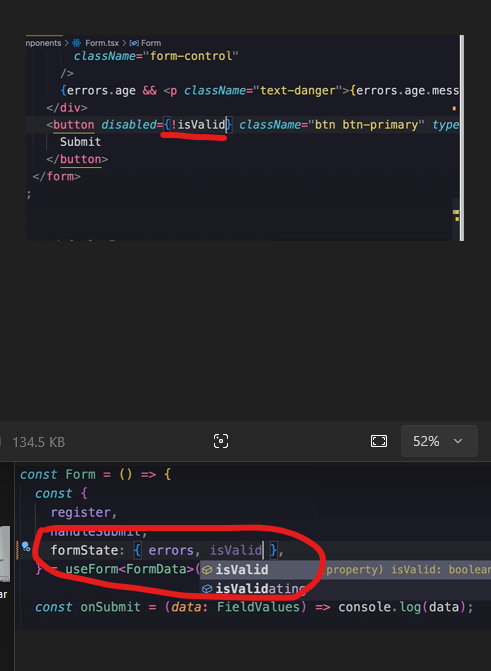 nponents > Form.tsx > Form
className="form-control"
/>
{errors.age && <p className="text-danger">{errors.age.mess
</div>
<button disabled={!isValid} className="btn btn-primary" type
Submit
</button>
</form>
;
134.5 KB
52%
const Form = () => {
const {
register,
handleSubmit,
formState: { errors, isValid },
} = useForm<FormData>(
isValid
property) isValid: boolean
isValidating
ar
const onSubmit = (data: FieldValues) => console.log(data);